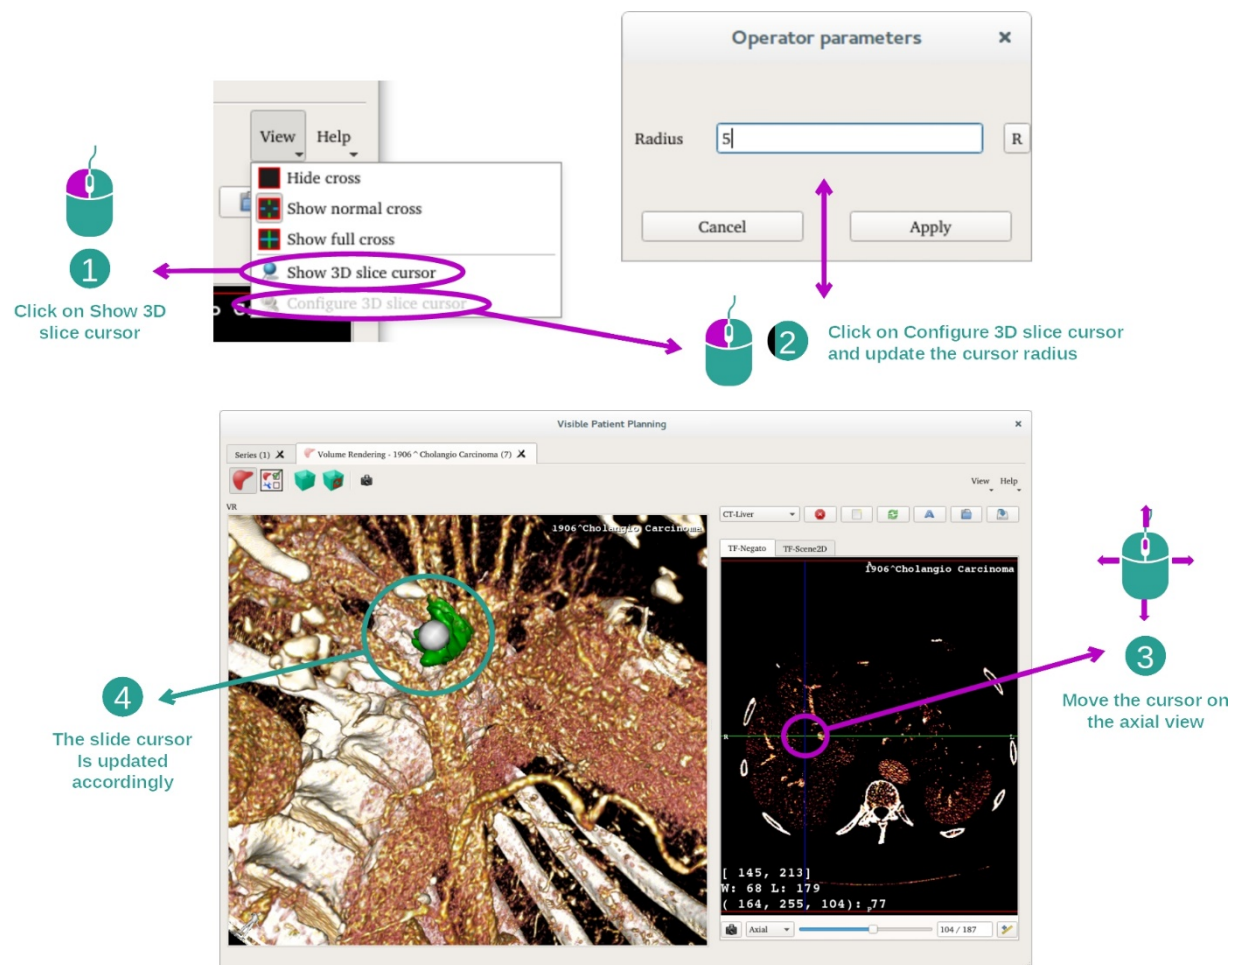 Operator parameters
Radius
5
R
Cancel
Apply
View Help
Hide cross
Show normal cross
Show full cross
Show 3D slice cursor
Configure 3D slice cursor
1
Click on Show 3D
slice cursor
2
Click on Configure 3D slice cursor
and update the cursor radius
Visible Patient Planning
Series (1)
Volume Rendering - 1906 ^ Cholangio Carcinoma (7)
View Help
VR
1906^Cholangio Carcinoma
CT-Liver
TF-Negato
TF-Scene2D
A
1906^Cholangio Carcinoma
R
L
[ 145, 213]
W: 68 L: 179
( 164, 255, 104): 77
P
Axial
104 / 187
3
Move the cursor on
the axial view
4
The slide cursor
Is updated
accordingly